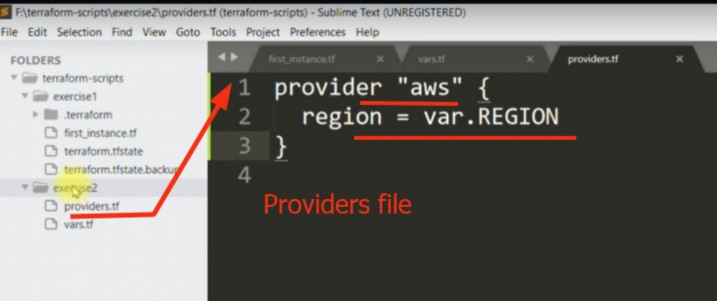 F:\terraform-scripts\exercise2\providers.tf (terraform-scripts) - Sublime Text (UNREGISTERED)
File Edit Selection Find View Goto Tools Project Preferences Help
FOLDERS
terraform-scripts
exercise1
.terraform
first_instance.tf
terraform.tfstate
terraform.tfstate.backup
exercise2
providers.tf
vars.tf
first_instance.tf × vars.tf × providers.tf ×
1 provider "aws" {
2 region = var.REGION
3 }
4
Providers file